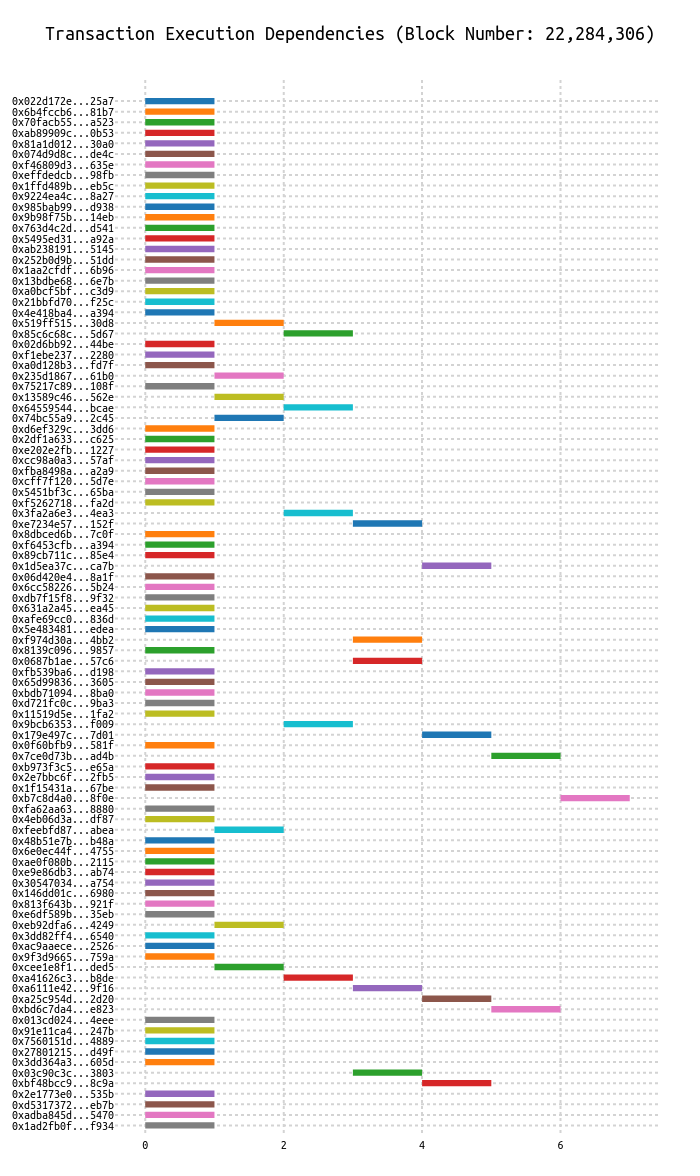 Transaction Execution Dependencies (Block Number: 22,284,306)
0x022d172e...25a7
0x6b4fccb6...81b7
0x70facb55...a523
0xab89909c...0b53
0x81a1d012...30a0
0x074d9d8c...de4c
0xf46809d3...635e
0xeffdedcb...98fb
0x1ffd489b...eb5c
0x9224ea4c...8a27
0x985bab99...d938
0x9b98f75b...14eb
0x763d4c2d...d541
0x5495ed31...a92a
0xab238191...5145
0x252b0d9b...51dd
0x1aa2cfdf...6b96
0x13bdbe68...6e7b
0xa0bcf5bf...c3d9
0x21bbfd70...f25c
0x4e418ba4...a394
0x519ff515...30d8
0x85c6c68c...5d67
0x02d6bb92...44be
0xf1ebe237...2280
0xa0d128b3...fd7f
0x235d1867...61b0
0x75217c89...108f
0x13589c46...562e
0x64559544...bcae
0x74bc55a9...2c45
0xd6ef329c...3dd6
0x2df1a633...c625
0xe202e2fb...1227
0xcc98a0a3...57af
0xfba8498a...a2a9
0xcff7f120...5d7e
0x5451bf3c...65ba
0xf5262718...fa2d
0x3fa2a6e3...4ea3
0xe7234e57...152f
0x8dbced6b...7c0f
0xf6453cfb...a394
0x89cb711c...85e4
0x1d5ea37c...ca7b
0x06d420e4...8a1f
0x6cc58226...5b24
0xdb7f15f8...9f32
0x631a2a45...ea45
0xafe69cc0...836d
0x5e483481...edea
0xf974d30a...4bb2
0x8139c096...9857
0x0687b1ae...57c6
0xfb539ba6...d198
0x65d99836...3605
0xbdb71094...8ba0
0xd721fc0c...9ba3
0x11519d5e...1fa2
0x9bcb6353...f009
0x179e497c...7d01
0x0f60bfb9...581f
0x7ce0d73b...ad4b
0xb973f3c5...e65a
0x2e7bbc6f...2fb5
0x1f15431a...67be
0xb7c8d4a0...8f0e
0xfa62aa63...8880
0x4eb06d3a...df87
0xfeebfd87...abea
0x48b51e7b...b48a
0x6e0ec44f...4755
0xae0f080b...2115
0xe9e86db3...ab74
0x30547034...a754
0x146dd01c...6980
0x813f643b...921f
0xe6df589b...35eb
0xeb92dfa6...4249
0x3dd82ff4...6540
0xac9aaece...2526
0x9f3d9665...759a
0xcee1e8f1...ded5
0xa41626c3...b8de
0xa6111e42...9f16
0xa25c954d...2d20
0xbd6c7da4...e823
0x013cd024...4eee
0x91e11ca4...247b
0x7560151d...4889
0x27801215...d49f
0x3dd364a3...605d
0x03c90c3c...3803
0xbf48bcc9...8c9a
0x2e1773e0...535b
0xd5317372...eb7b
0xadba845d...5470
0x1ad2fb0f...f934
0 2 4 6